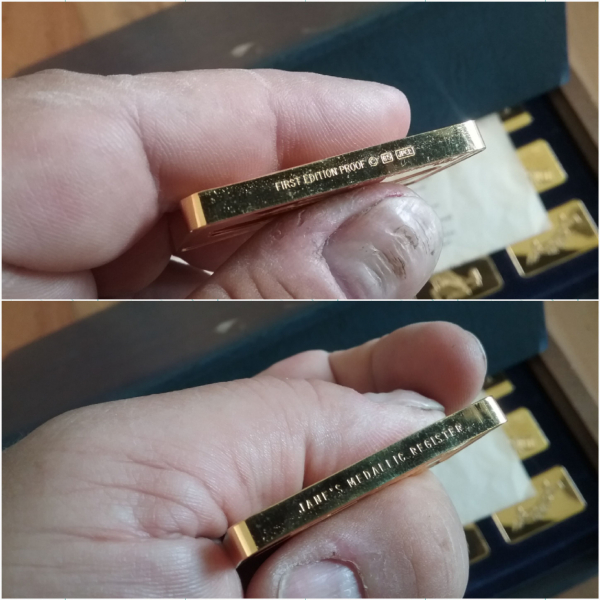 FIRST EDITION PROOF ©
JANE'S MEDALLIC REGISTER